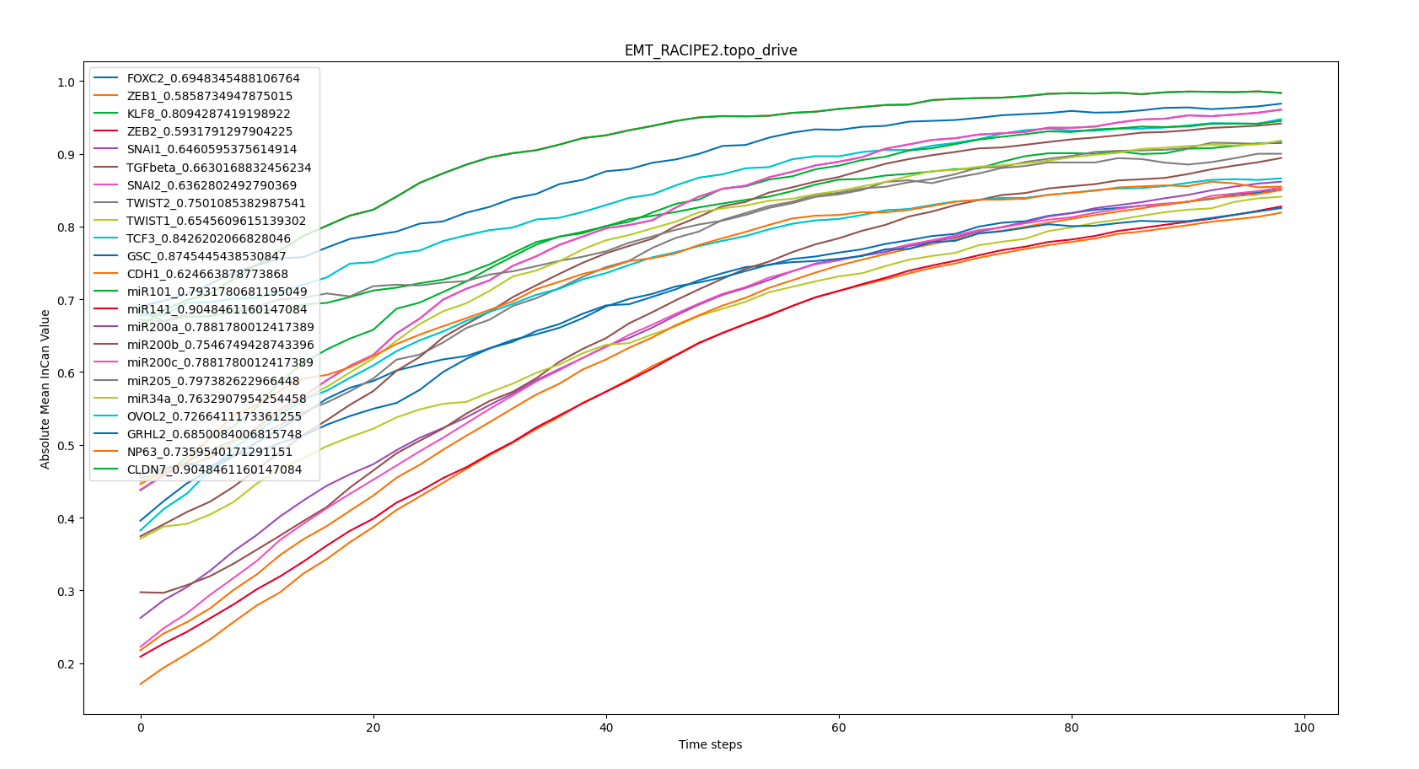 EMT_RACIPE2.topo_drive
FOXC2_0.6948345488106764
ZEB1_0.5858734947875015
KLF8_0.8094287419198922
ZEB2_0.5931791297904225
SNAI1_0.6460595375614914
TGFbeta_0.6630168832456234
SNAI2_0.6362802492790369
TWIST2_0.7501085382987541
TWIST1_0.6545609615139302
TCF3_0.8426202066828046
GSC_0.8745445438530847
CDH1_0.624663878773868
miR101_0.7931780681195049
miR141_0.9048461160147084
miR200a_0.7881780012417389
miR200b_0.7546749428743396
miR200c_0.7881780012417389
miR205_0.797382622966448
miR34a_0.7632907954254458
OVOL2_0.7266411173361255
GRHL2_0.6850084006815748
NP63_0.7359540171291151
CLDN7_0.9048461160147084
Absolute Mean InCan Value
1.0
0.9
0.8
0.7
0.6
0.5
0.4
0.3
0.2
0
20
40
60
80
100
Time steps